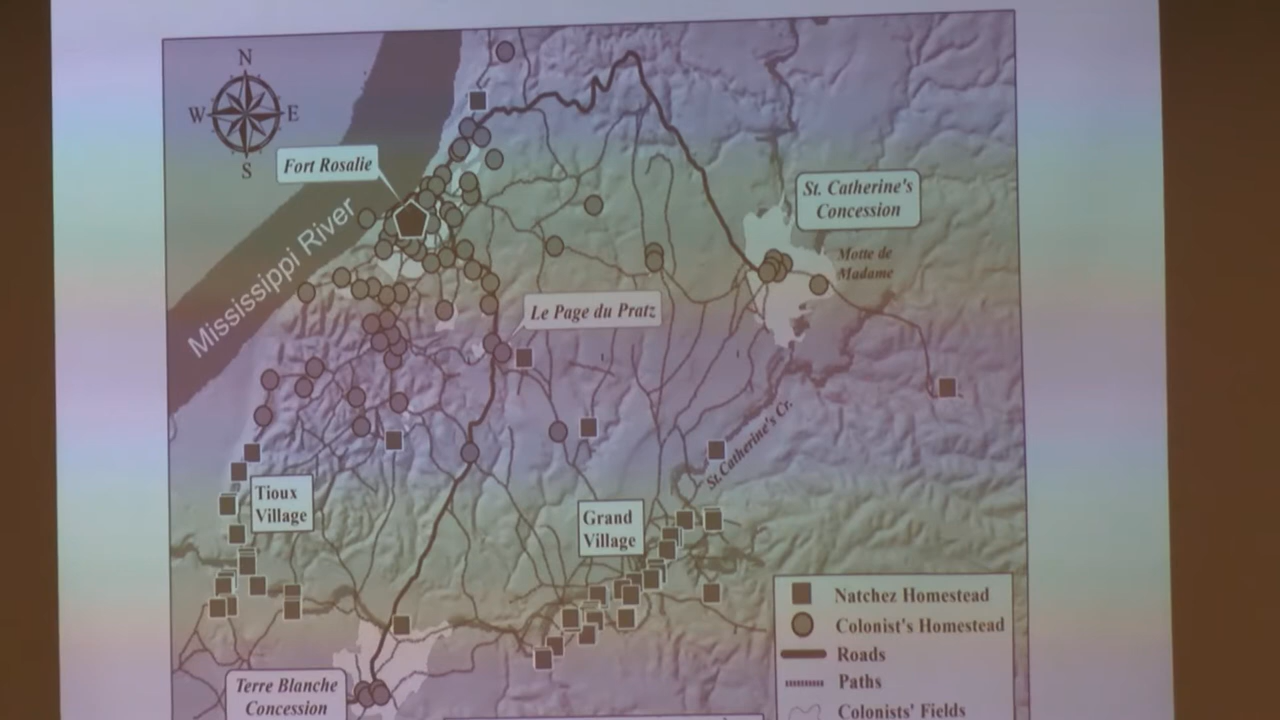 N
W
E
S
Fort Rosalie
Mississippi River
St. Catherine's
Concession
Motte de
Madame
Le Page du Pratz
St. Catherine's Cr.
Tioux
Village
Grand
Village
Terre Blanche
Concession
Natchez Homestead
Colonist's Homestead
Roads
Paths
Colonists' Fields